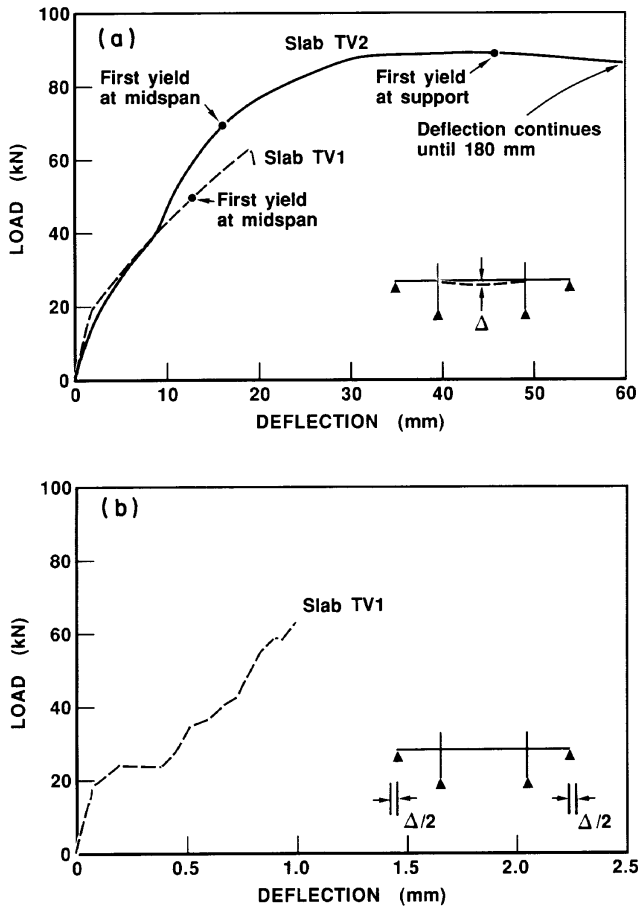 (a)
100
80
60
40
20
0
LOAD (kN)
Slab TV2
First yield
at midspan
First yield
at support
Deflection continues
until 180 mm
Slab TV1
First yield
at midspan
Δ
0 10 20 30 40 50 60
DEFLECTION (mm)
(b)
100
80
60
40
20
0
LOAD (kN)
Slab TV1
Δ/2 Δ/2
0 0.5 1.0 1.5 2.0 2.5
DEFLECTION (mm)